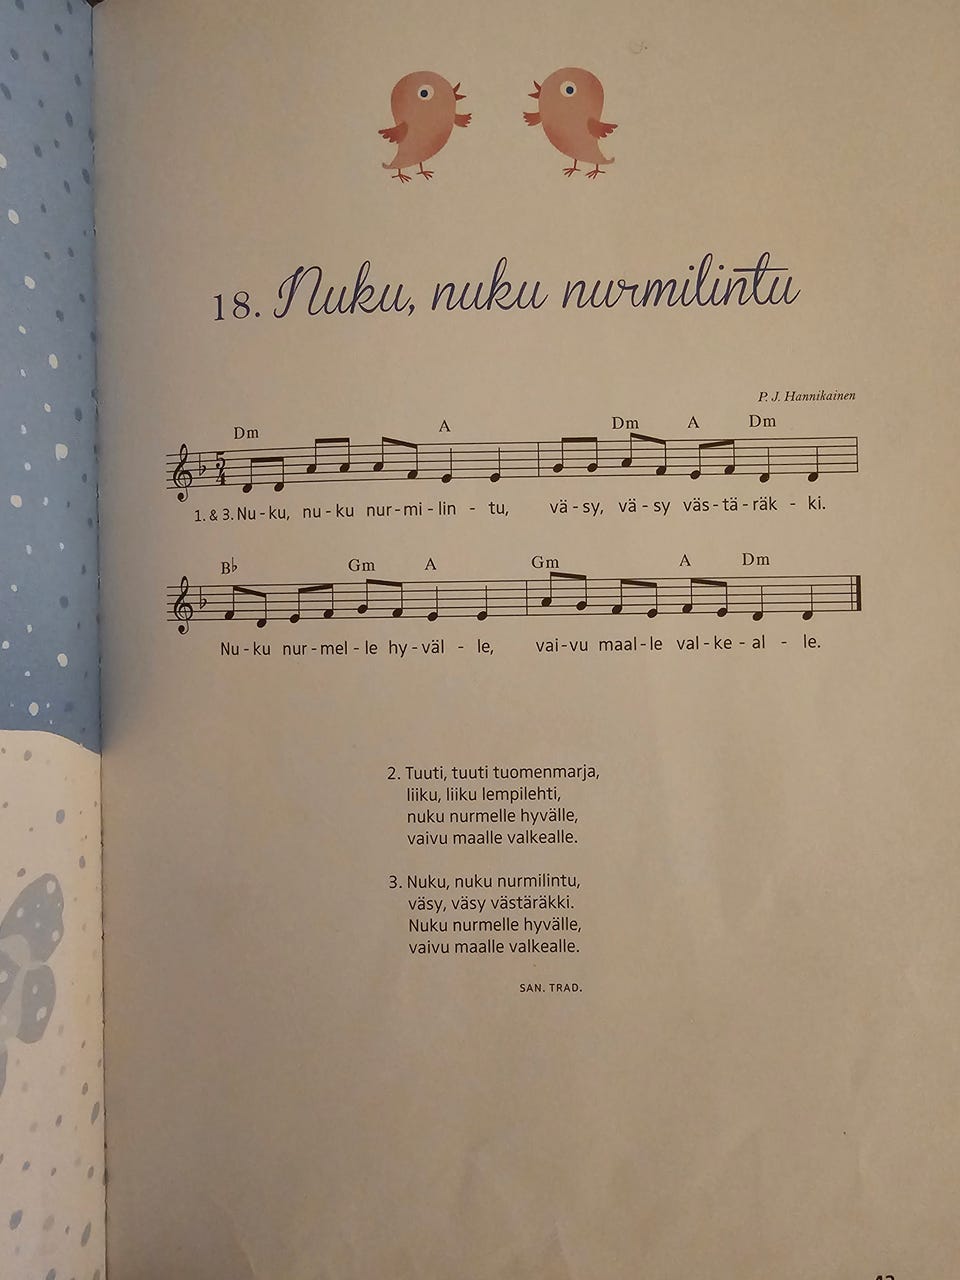 18. Nuku, nuku nurmilintu
P. J. Hannikainen
Dm A Dm A Dm
5
4
1. & 3. Nu - ku, nu - ku nur - mi - lin - tu, vä - sy, vä - sy väs - tä - räk - ki.
B♭ Gm A Gm A Dm
Nu - ku nur - mel - le hy - väl - le, vai - vu maal - le val - ke - al - le.
2. Tuuti, tuuti tuomenmarja,
liiku, liiku lempilehti,
nuku nurmelle hyvälle,
vaivu maalle valkealle.
3. Nuku, nuku nurmilintu,
väsy, väsy västäräkki.
Nuku nurmelle hyvälle,
vaivu maalle valkealle.
SAN. TRAD.